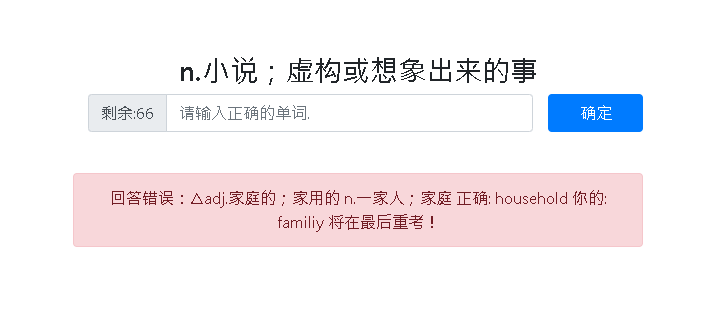 n.小说；虚构或想象出来的事
剩余:66 请输入正确的单词. 确定
回答错误：△adj.家庭的；家用的 n.一家人；家庭 正确: household 你的:
familiy 将在最后重考！